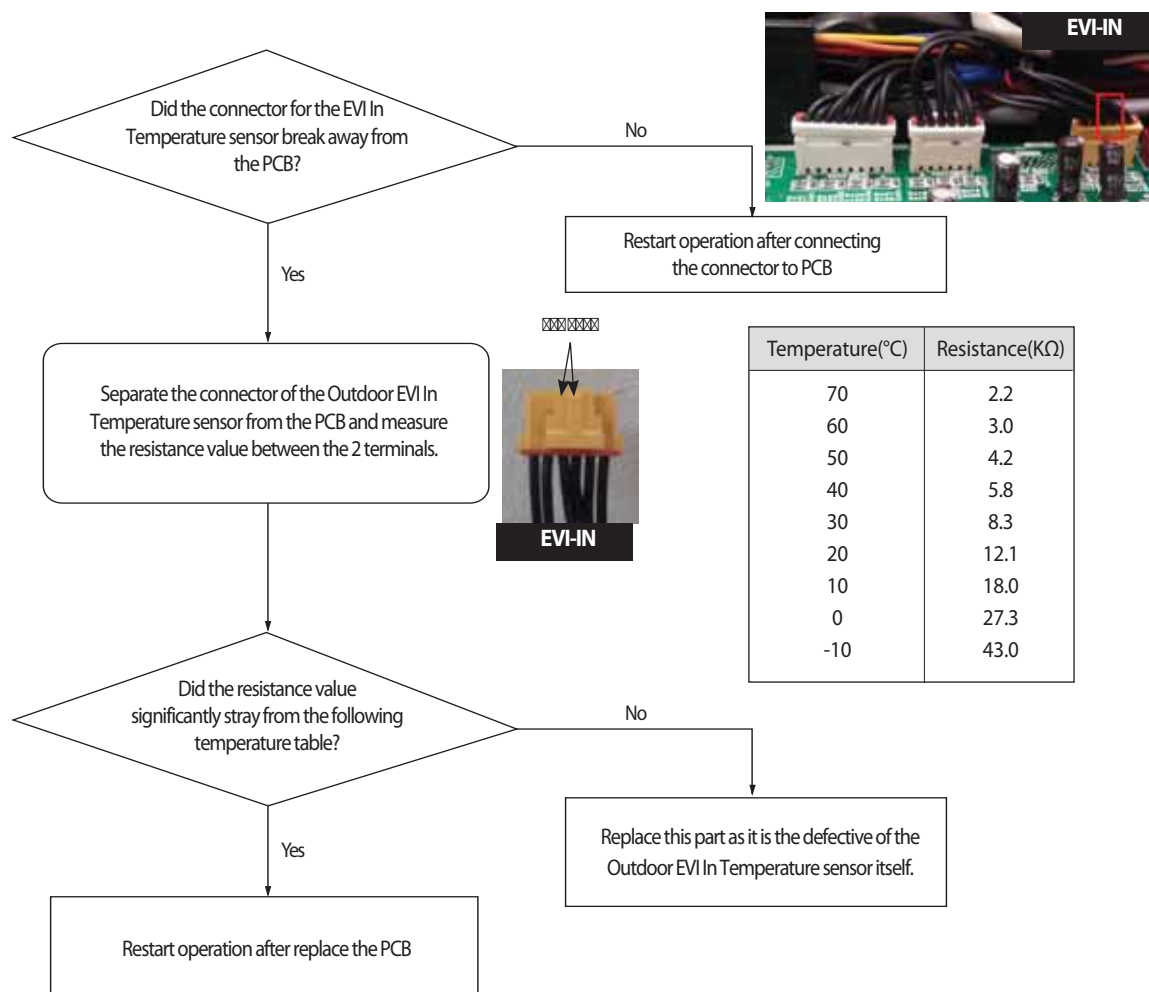 EVI-IN
Did the connector for the EVI In
Temperature sensor break away from
the PCB?
No
Restart operation after connecting
the connector to PCB
Yes
Separate the connector of the Outdoor EVI In
Temperature sensor from the PCB and measure
the resistance value between the 2 terminals.
EVI-IN
Temperature(°C) Resistance(KΩ)
70 2.2
60 3.0
50 4.2
40 5.8
30 8.3
20 12.1
10 18.0
0 27.3
-10 43.0
Did the resistance value
significantly stray from the following
temperature table?
No
Replace this part as it is the defective of the
Outdoor EVI In Temperature sensor itself.
Yes
Restart operation after replace the PCB